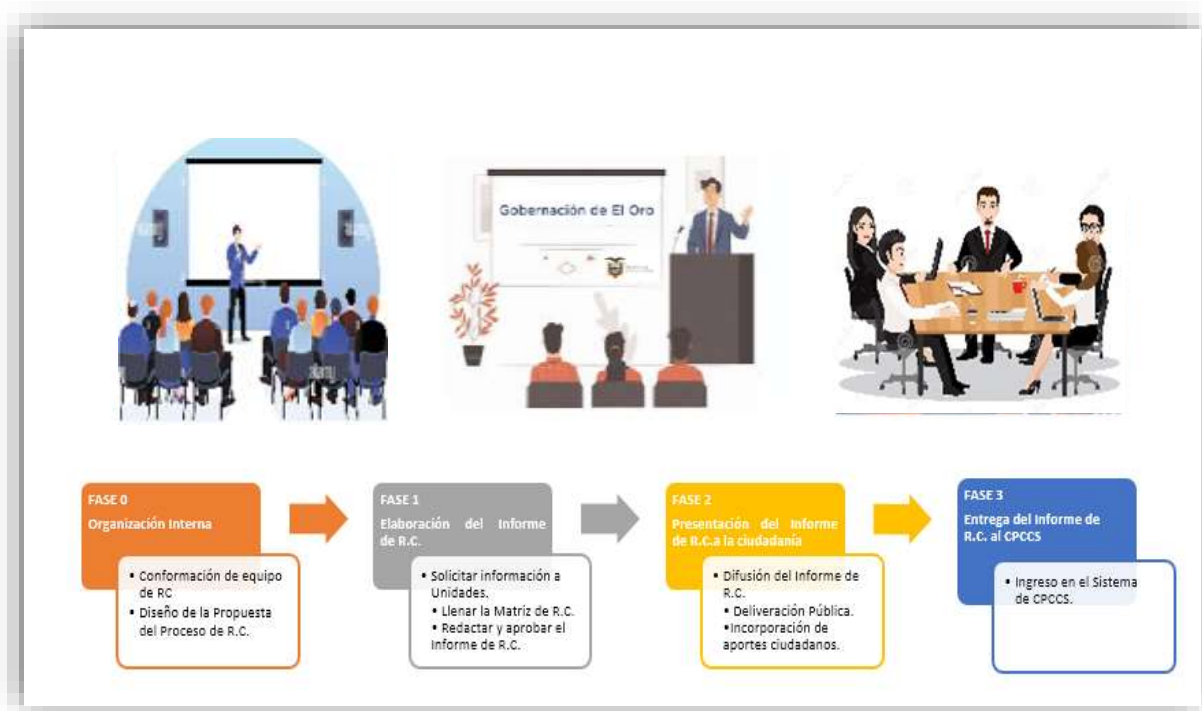 Gobernación de El Oro
alamy
FASE 0
Organización Interna
• Conformación de equipo
de RC
• Diseño de la Propuesta
del Proceso de R.C.
FASE 1
Elaboración del Informe
de R.C.
• Solicitar información a
Unidades.
• Llenar la Matriz de R.C.
• Redactar y aprobar el
Informe de R.C.
FASE 2
Presentación del Informe
de R.C.a la ciudadanía
• Difusión del Informe de
R.C.
• Deliveración Pública.
•Incorporación de
aportes ciudadanos.
FASE 3
Entrega del Informe de
R.C. al CPCCS
• Ingreso en el Sistema
de CPCCS.